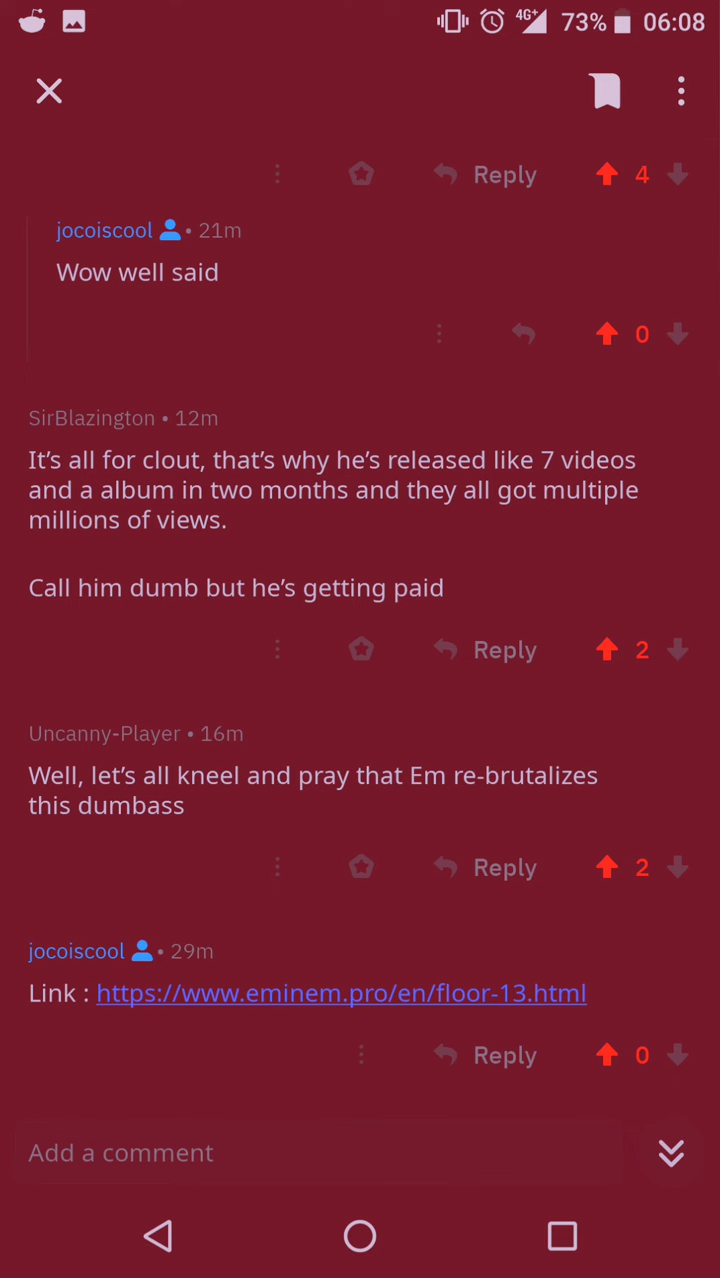 4G+ 73% 06:08
Reply 4
jocoiscool • 21m
Wow well said
0
SirBlazington • 12m
It’s all for clout, that’s why he’s released like 7 videos
and a album in two months and they all got multiple
millions of views.
Call him dumb but he’s getting paid
Reply 2
Uncanny-Player • 16m
Well, let’s all kneel and pray that Em re-brutalizes
this dumbass
Reply 2
jocoiscool • 29m
Link : https://www.eminem.pro/en/floor-13.html
Reply 0
Add a comment